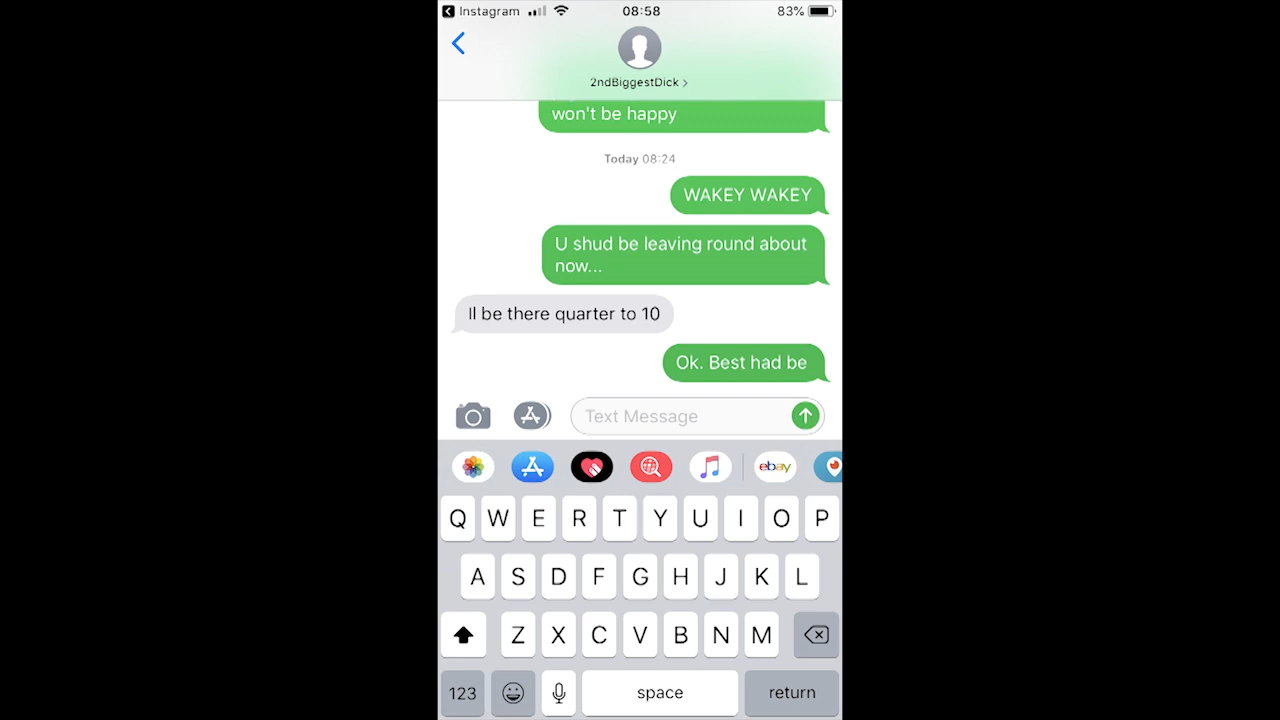 Instagram 08:58 83%
2ndBiggestDick
won't be happy
Today 08:24
WAKEY WAKEY
U shud be leaving round about
now...
Il be there quarter to 10
Ok. Best had be
Text Message
ebay
Q W E R T Y U I O P
A S D F G H J K L
Z X C V B N M
123 space return